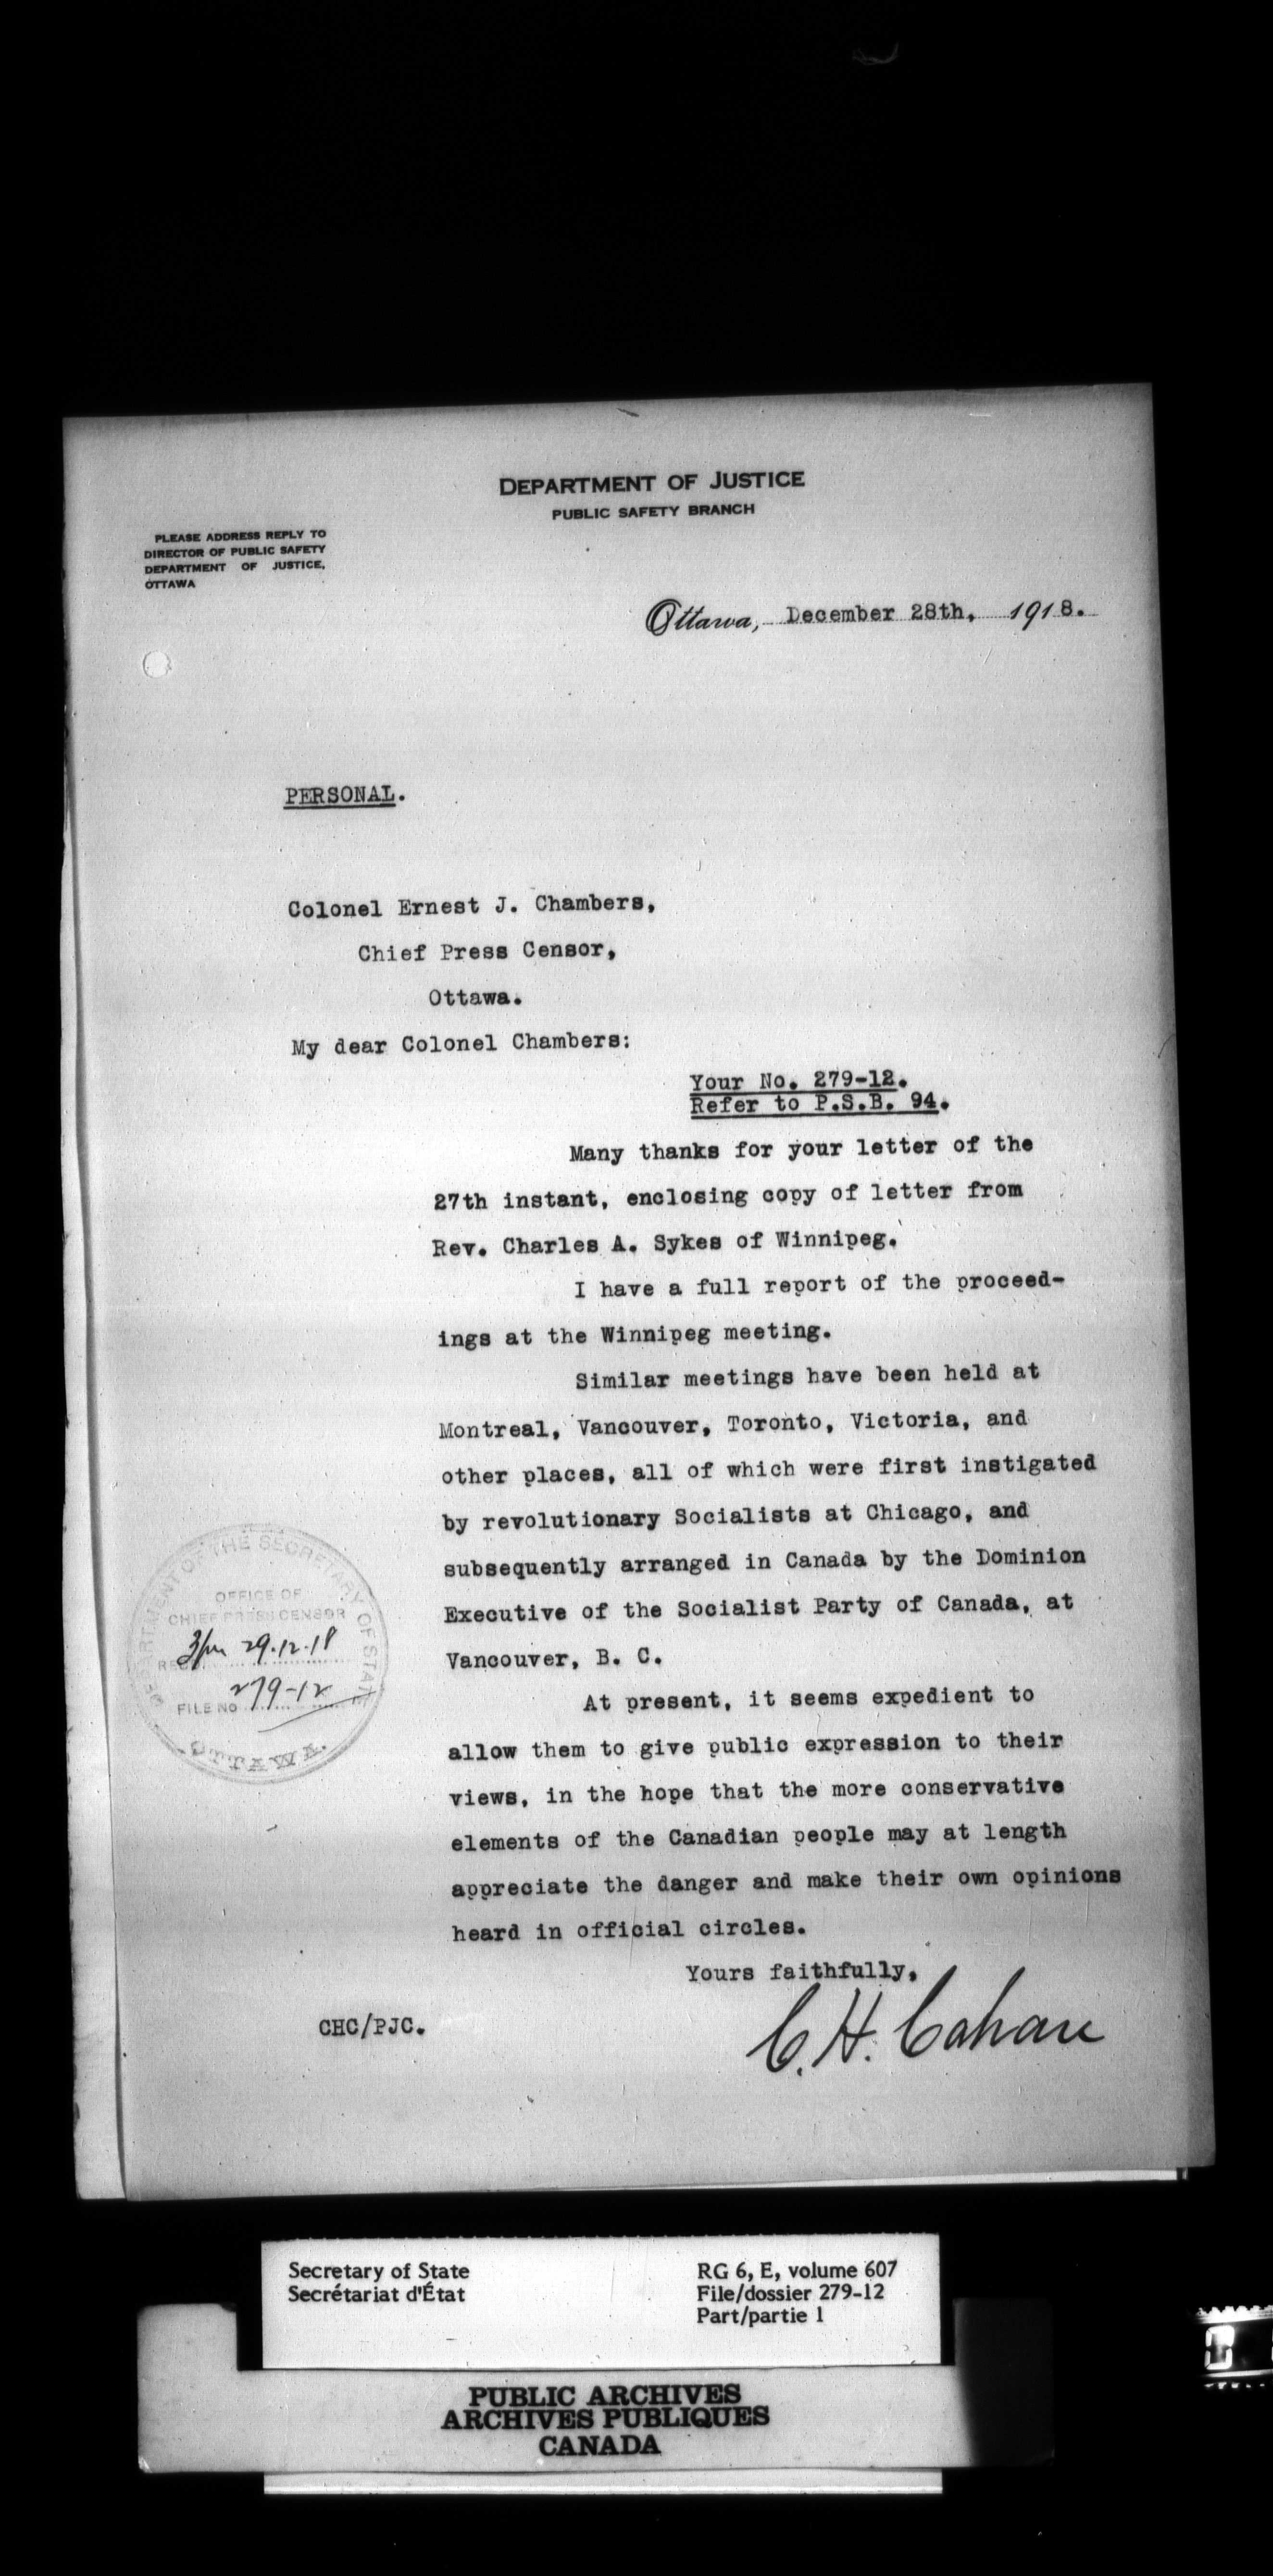 DEPARTMENT OF JUSTICE
PUBLIC SAFETY BRANCH
PLEASE ADDRESS REPLY TO
DIRECTOR OF PUBLIC SAFETY
DEPARTMENT OF JUSTICE,
OTTAWA
Ottawa, December 28th, 1918.
PERSONAL.
Colonel Ernest J. Chambers,
Chief Press Censor,
Ottawa.
My dear Colonel Chambers:
Your No. 279-12.
Refer to P.S.B. 94.
Many thanks for your letter of the
27th instant, enclosing copy of letter from
Rev. Charles A. Sykes of Winnipeg.
I have a full report of the proceed-
ings at the Winnipeg meeting.
Similar meetings have been held at
Montreal, Vancouver, Toronto, Victoria, and
other places, all of which were first instigated
by revolutionary Socialists at Chicago, and
subsequently arranged in Canada by the Dominion
Executive of the Socialist Party of Canada, at
Vancouver, B. C.
At present, it seems expedient to
allow them to give public expression to their
views, in the hope that the more conservative
elements of the Canadian people may at length
appreciate the danger and make their own opinions
heard in official circles.
Yours faithfully,
C. H. Cahan
CHC/PJC.
DEPARTMENT OF THE SECRETARY OF STATE
OFFICE OF
CHIEF PRESS CENSOR
3pm 29.12.18
FILE NO 279-12
OTTAWA.
Secretary of State
Secrétariat d'État
RG 6, E, volume 607
File/dossier 279-12
Part/partie 1
PUBLIC ARCHIVES
ARCHIVES PUBLIQUES
CANADA